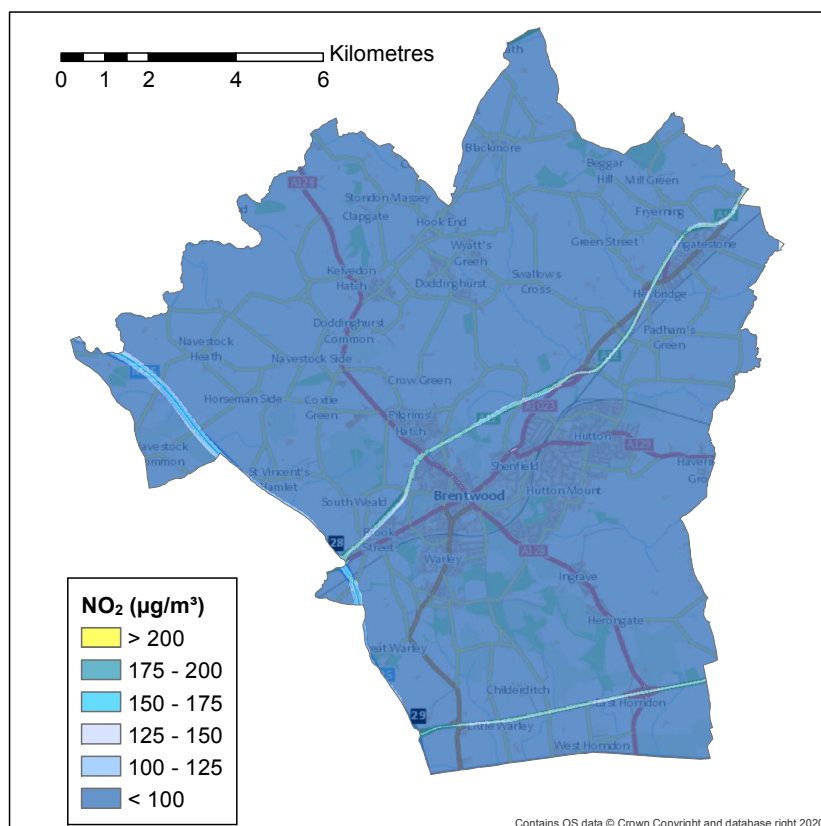 Kilometres
0 1 2 4 6
Blackmore
Beggar
Hill
Mill Green
A128
Stondon Massey
Clapgate
Fryerning
Hook End
Wyatt's
Green
Green Street
Ingatestone
Kelvedon
Hatch
Doddinghurst
Swallows
Cross
Doddinghurst
Common
Padham's
Green
Navestock
Heath
Navestock Side
A12
Crow Green
Horseman Side
Coxtie
Green
Pilgrims
Hatch
A1023
A12
Hutton
A129
Shenfield
St Vincent's
Hamlet
South Weald
Brentwood
Hutton Mount
28
Brook
Street
Warley
A128
Ingrave
Herongate
Great Warley
Childerditch
29
East Horndon
Little Warley
West Horndon
NO₂ (µg/m³)
> 200
175 - 200
150 - 175
125 - 150
100 - 125
< 100
Contains OS data © Crown Copyright and database right 2020